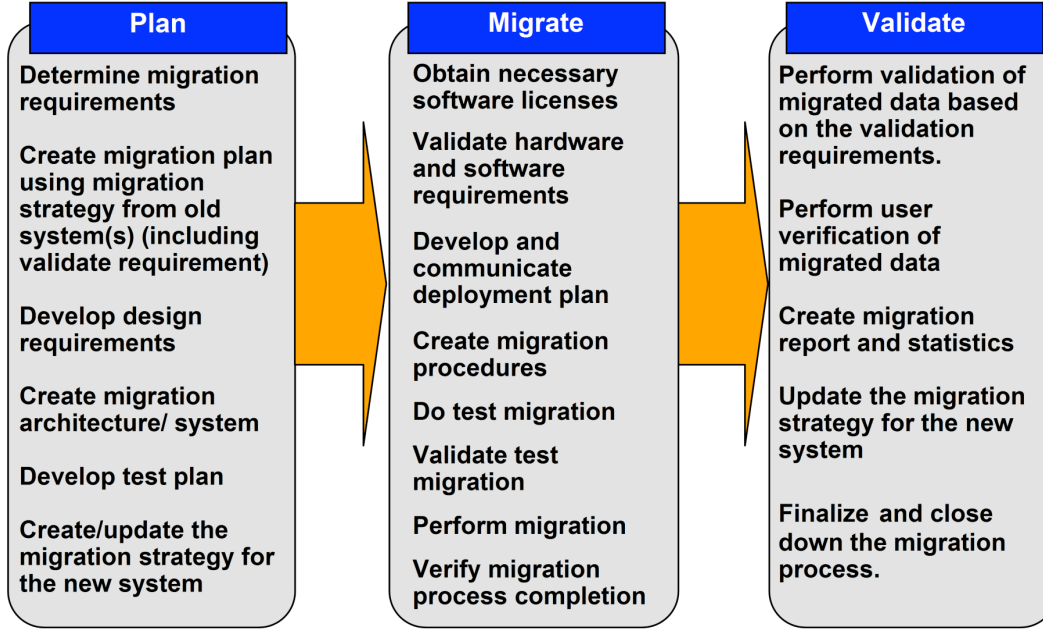 Plan
Determine migration
requirements
Create migration plan
using migration
strategy from old
system(s) (including
validate requirement)
Develop design
requirements
Create migration
architecture/ system
Develop test plan
Create/update the
migration strategy for
the new system
Migrate
Obtain necessary
software licenses
Validate hardware
and software
requirements
Develop and
communicate
deployment plan
Create migration
procedures
Do test migration
Validate test
migration
Perform migration
Verify migration
process completion
Validate
Perform validation of
migrated data based
on the validation
requirements.
Perform user
verification of
migrated data
Create migration
report and statistics
Update the migration
strategy for the new
system
Finalize and close
down the migration
process.